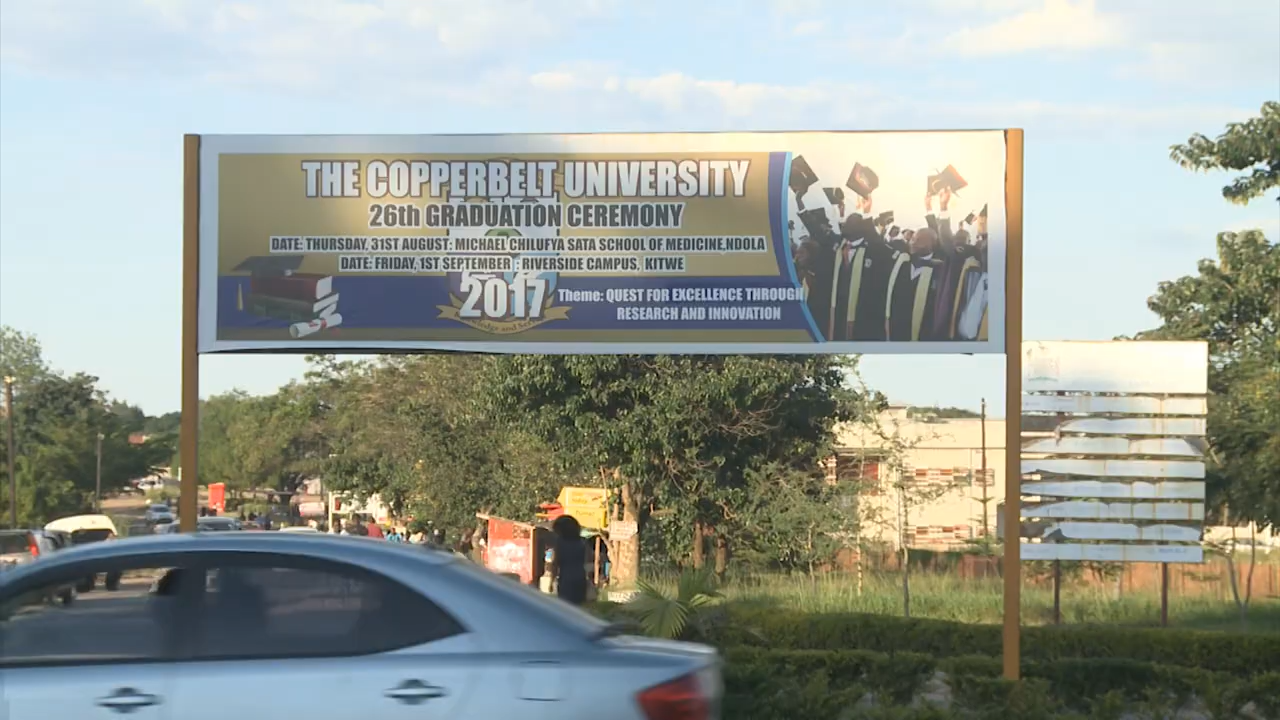 THE COPPERBELT UNIVERSITY
26th GRADUATION CEREMONY
DATE: THURSDAY, 31ST AUGUST: MICHAEL CHILUFYA SATA SCHOOL OF MEDICINE,NDOLA
DATE: FRIDAY, 1ST SEPTEMBER : RIVERSIDE CAMPUS, KITWE
2017
Theme: QUEST FOR EXCELLENCE THROUGH
RESEARCH AND INNOVATION